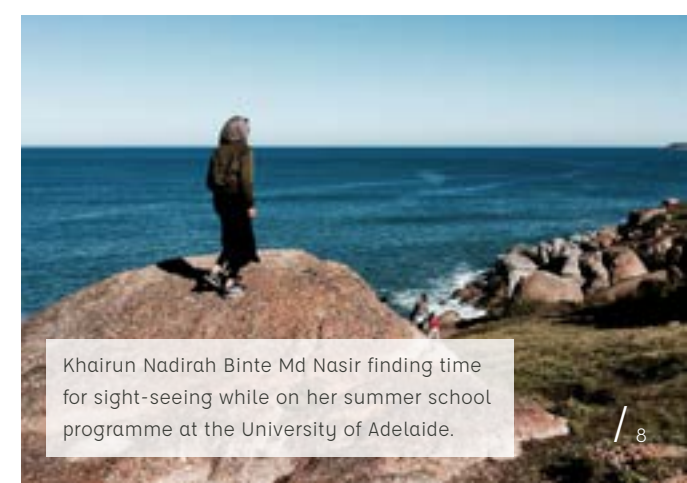 Khairun Nadirah Binte Md Nasir finding time
for sight-seeing while on her summer school
programme at the University of Adelaide.
/ 8